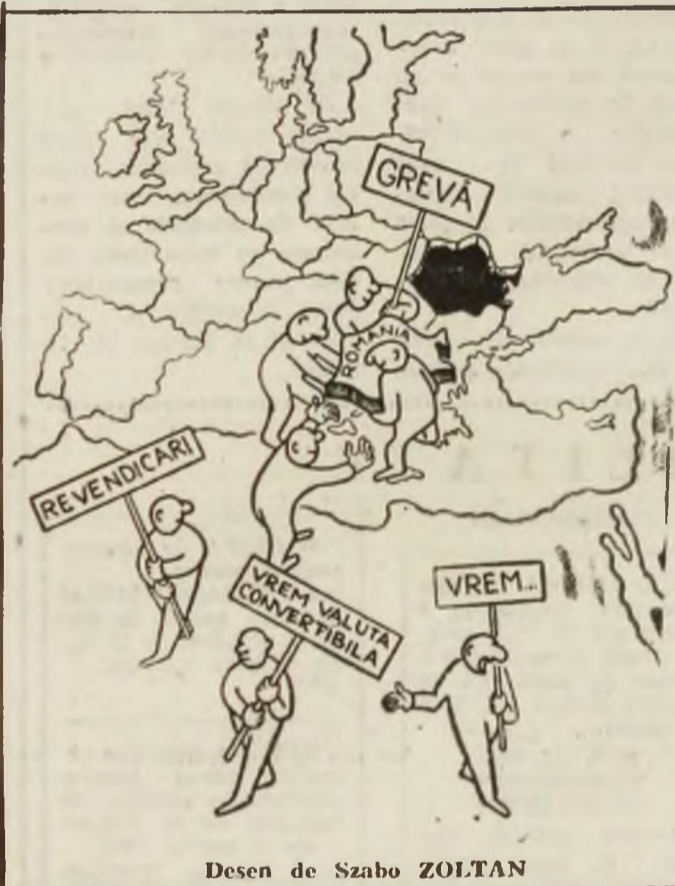 GREVĂ
ROMANIA
REVENDICARI
VREM VALUTA
CONVERTIBILA
VREM...
Desen de Szabo ZOLTAN